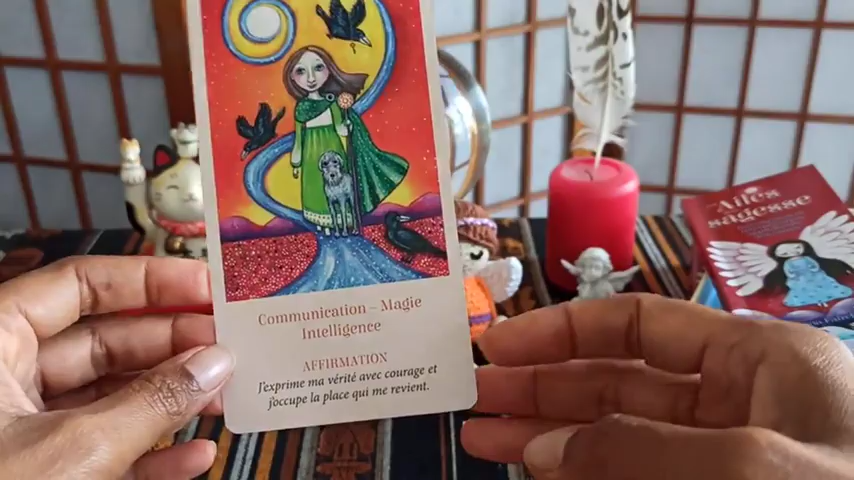 Communication – Magie
Intelligence
AFFIRMATION
J'exprime ma vérité avec courage et
j'occupe la place qui me revient.
Ailes
sagesse